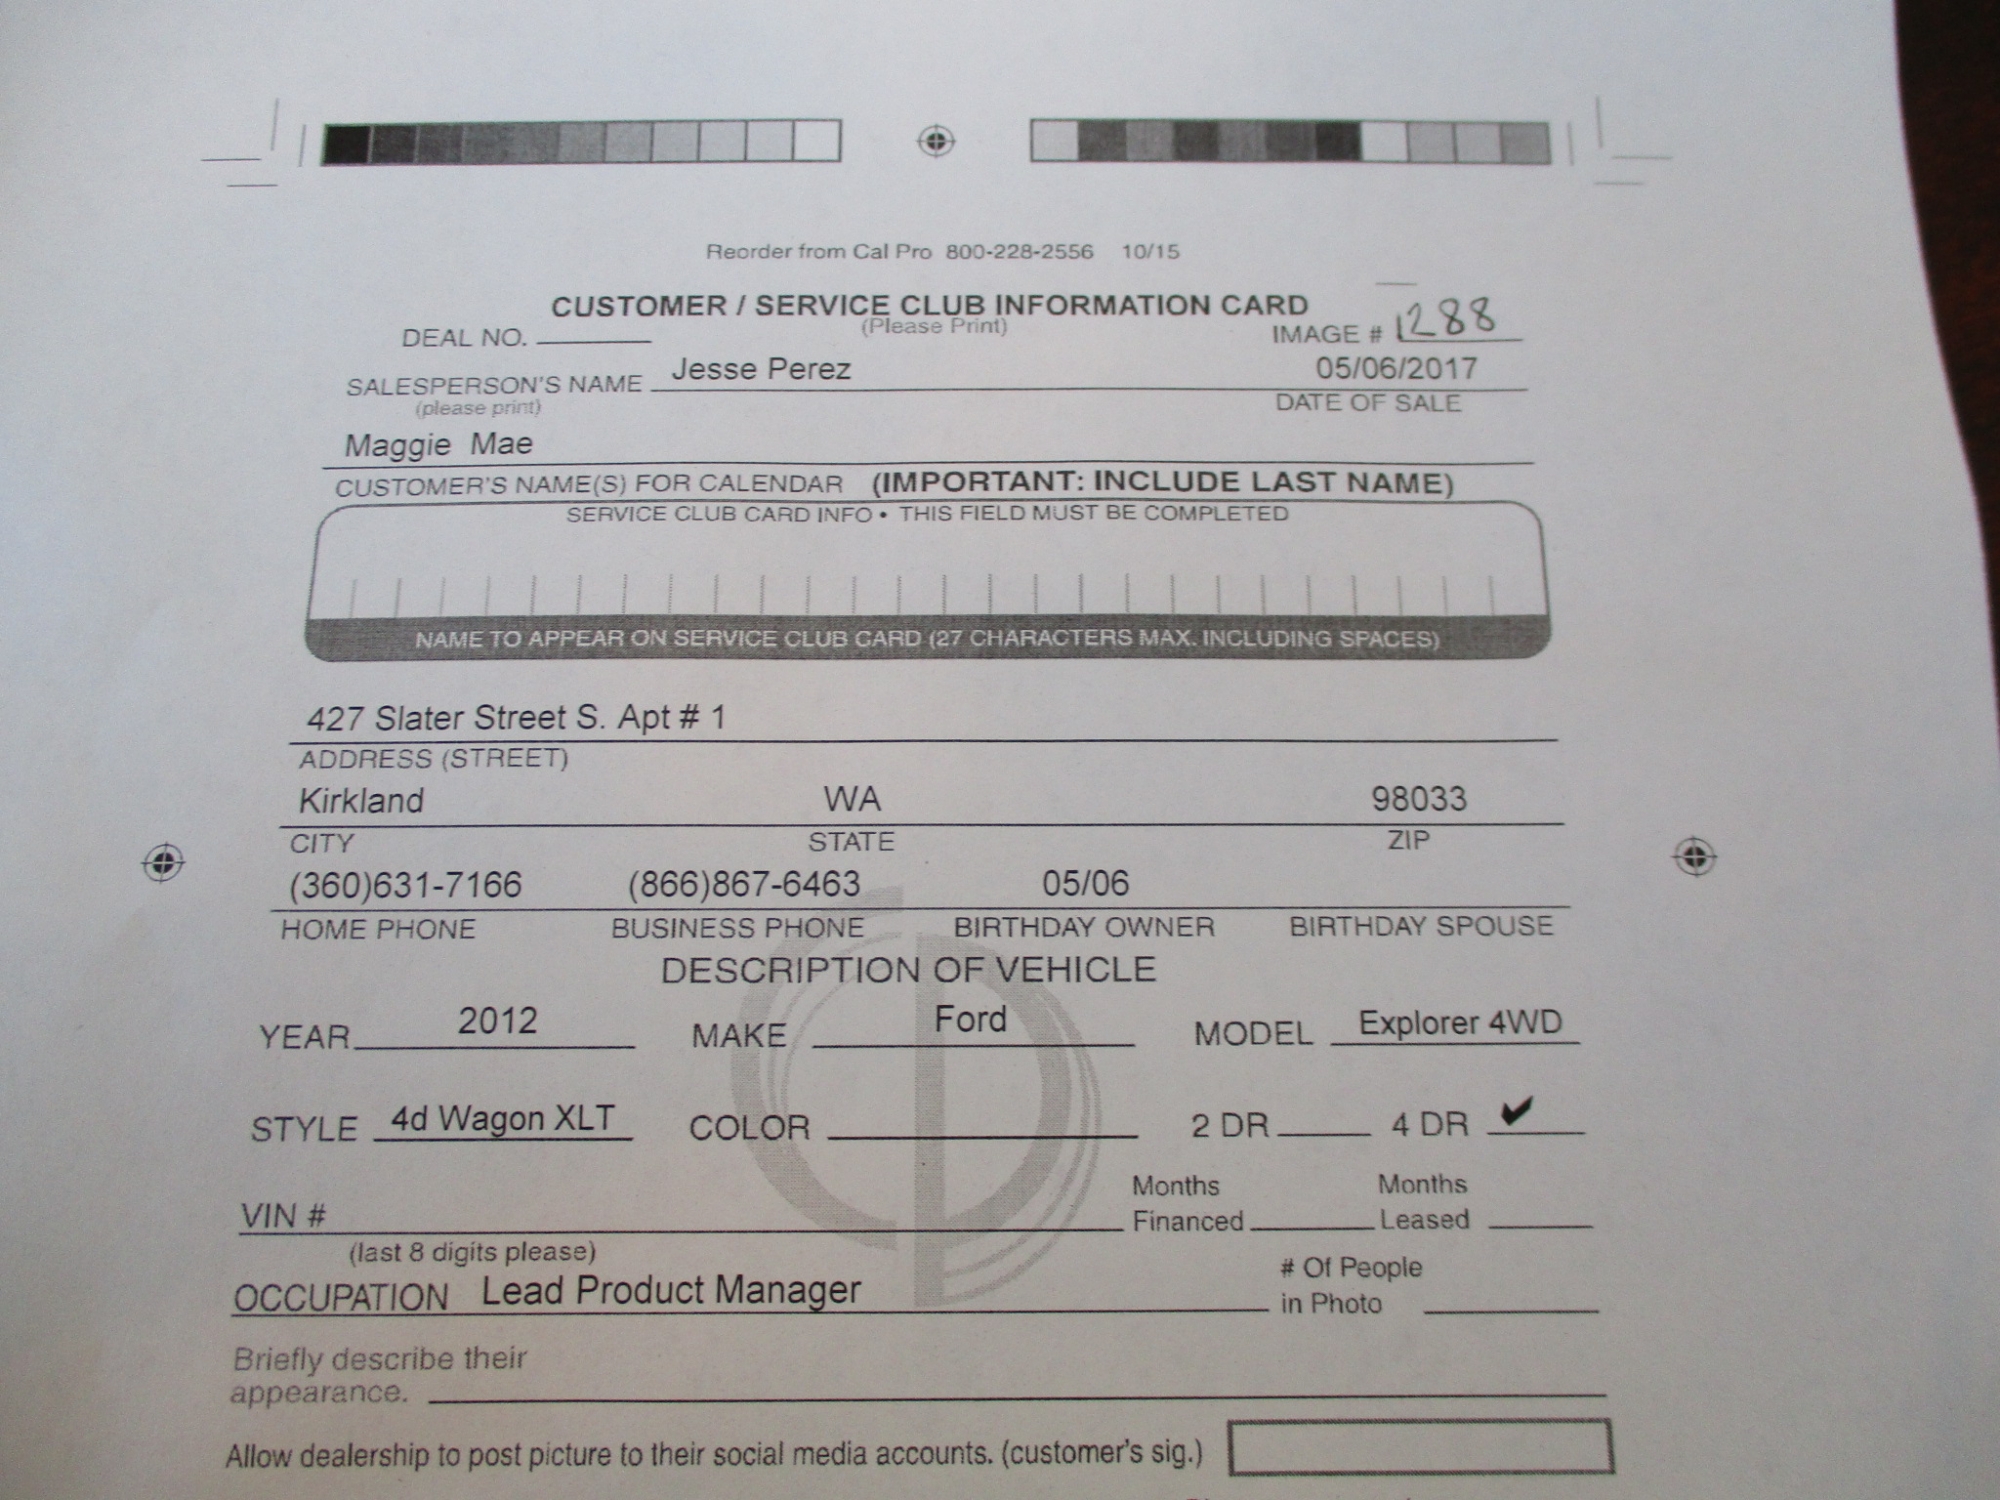 Reorder from Cal Pro 800-228-2556 10/15
CUSTOMER / SERVICE CLUB INFORMATION CARD
(Please Print)
DEAL NO. IMAGE # 1288
SALESPERSON'S NAME Jesse Perez 05/06/2017
(please print) DATE OF SALE
Maggie Mae
CUSTOMER'S NAME(S) FOR CALENDAR (IMPORTANT: INCLUDE LAST NAME)
SERVICE CLUB CARD INFO • THIS FIELD MUST BE COMPLETED
NAME TO APPEAR ON SERVICE CLUB CARD (27 CHARACTERS MAX. INCLUDING SPACES)
427 Slater Street S. Apt # 1
ADDRESS (STREET)
Kirkland WA 98033
CITY STATE ZIP
(360)631-7166 (866)867-6463 05/06
HOME PHONE BUSINESS PHONE BIRTHDAY OWNER BIRTHDAY SPOUSE
DESCRIPTION OF VEHICLE
YEAR 2012 MAKE Ford MODEL Explorer 4WD
STYLE 4d Wagon XLT COLOR 2 DR 4 DR ✔
VIN # Months Financed Months Leased
(last 8 digits please)
OCCUPATION Lead Product Manager # Of People in Photo
Briefly describe their
appearance.
Allow dealership to post picture to their social media accounts. (customer's sig.)